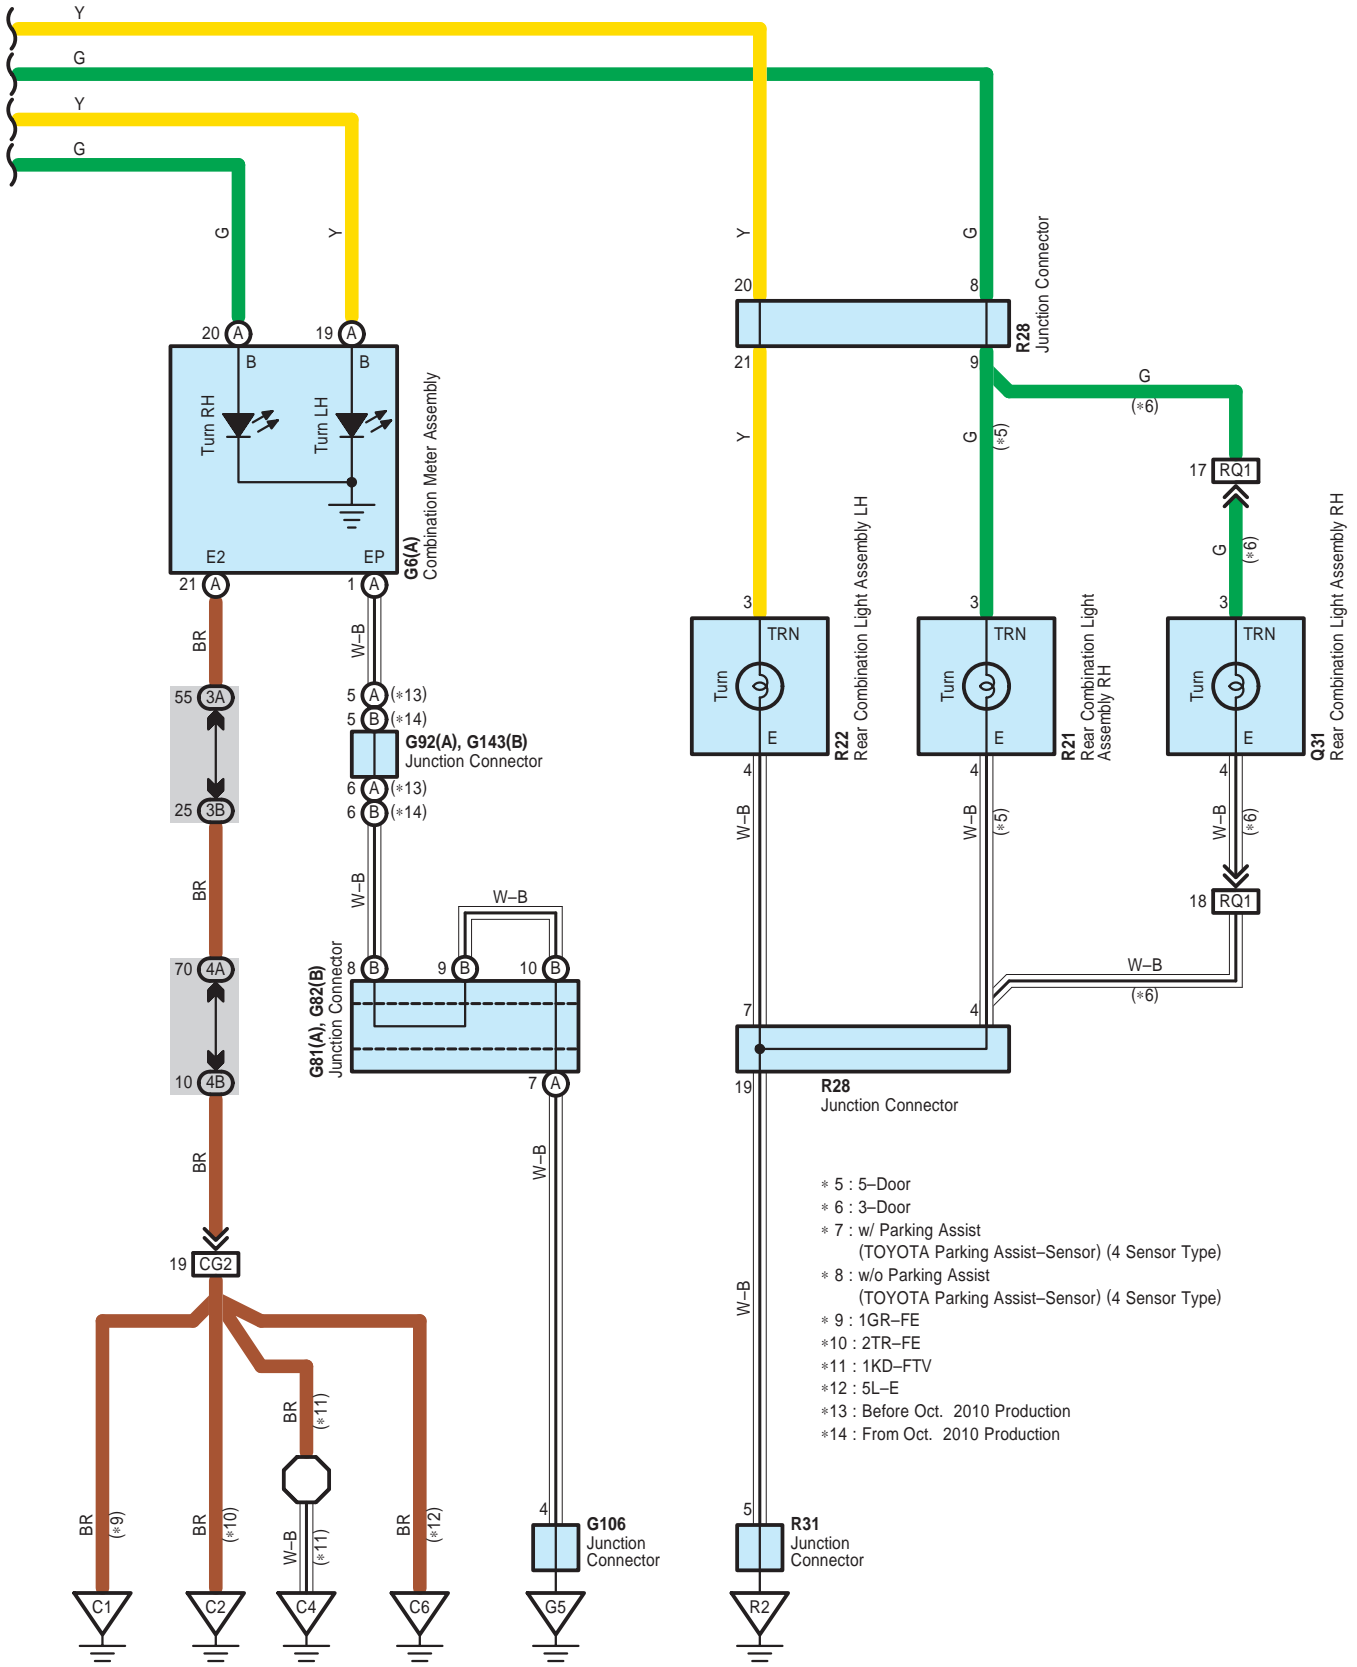 Y
G
Y
G
G
Y
Y
G
20 A
19 A
B
B
Turn RH
Turn LH
E2
EP
G6(A)
Combination Meter Assembly
21 A
1 A
BR
W–B
55 3A
25 3B
5 A (*13)
5 B (*14)
G92(A), G143(B)
Junction Connector
6 A (*13)
6 B (*14)
BR
W–B
W–B
70 4A
10 4B
8 B
9 B
10 B
G81(A), G82(B)
Junction Connector
7 A
BR
W–B
19 CG2
BR
(*11)
BR
(*9)
BR
(*10)
W–B
(*11)
BR
(*12)
C1
C2
C4
C6
4
G106
Junction
Connector
G5
20
8
R28
Junction Connector
21
9
G
(*6)
Y
G
(*5)
17 RQ1
G
(*6)
3
3
3
TRN
TRN
TRN
Turn
Turn
Turn
E
E
E
R22
Rear Combination Light Assembly LH
R21
Rear Combination Light
Assembly RH
Q31
Rear Combination Light Assembly RH
4
4
4
W–B
W–B
(*5)
W–B
(*6)
18 RQ1
W–B
(*6)
7
4
19
R28
Junction Connector
W–B
* 5 : 5–Door
* 6 : 3–Door
* 7 : w/ Parking Assist
(TOYOTA Parking Assist–Sensor) (4 Sensor Type)
* 8 : w/o Parking Assist
(TOYOTA Parking Assist–Sensor) (4 Sensor Type)
* 9 : 1GR–FE
*10 : 2TR–FE
*11 : 1KD–FTV
*12 : 5L–E
*13 : Before Oct. 2010 Production
*14 : From Oct. 2010 Production
5
R31
Junction
Connector
R2